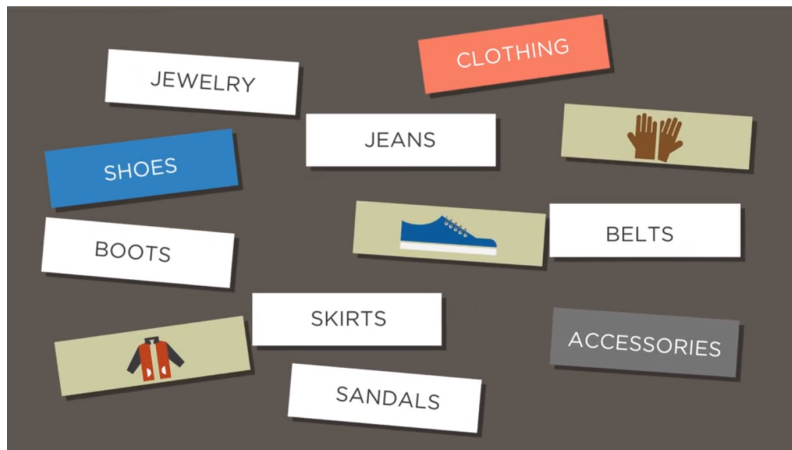 CLOTHING
JEWELRY
JEANS
SHOES
BELTS
BOOTS
SKIRTS
ACCESSORIES
SANDALS